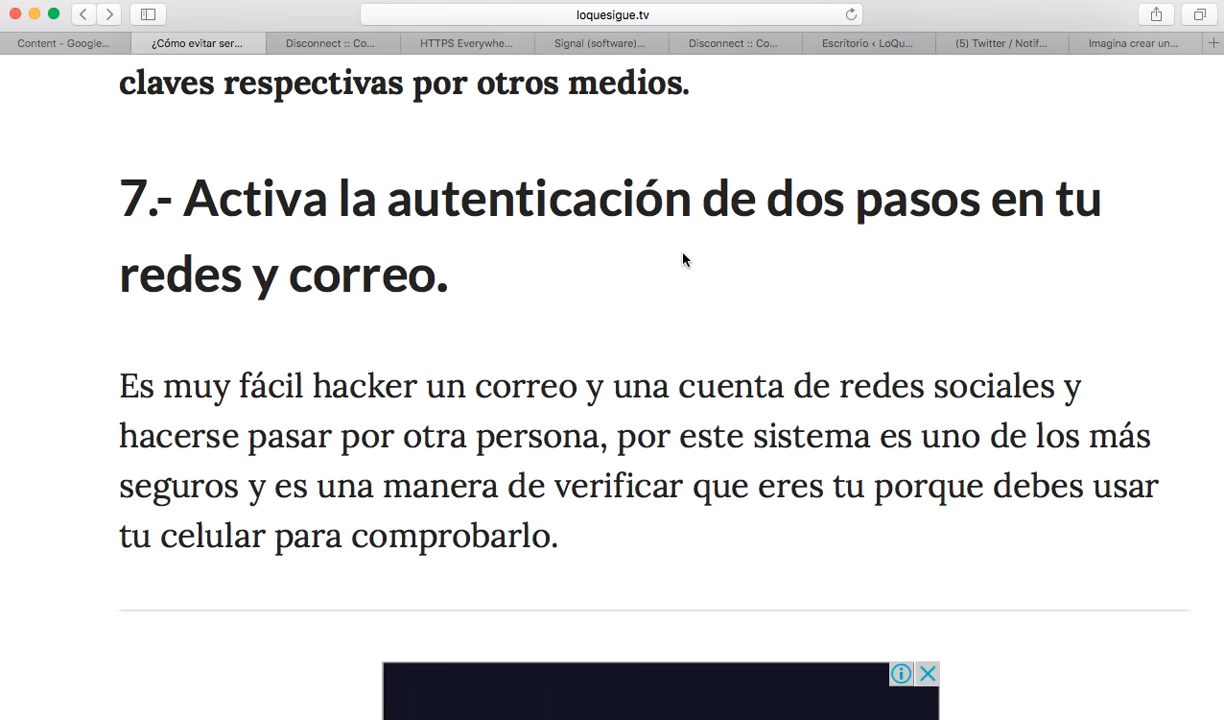 loquesigue.tv
Content - Google...
¿Cómo evitar ser...
Disconnect :: Co...
HTTPS Everywhe...
Signal (software)...
Disconnect :: Co...
Escritorio ‹ LoQu...
(5) Twitter / Notif...
Imagina crear un...
claves respectivas por otros medios.
7.- Activa la autenticación de dos pasos en tu
redes y correo.
Es muy fácil hacker un correo y una cuenta de redes sociales y
hacerse pasar por otra persona, por este sistema es uno de los más
seguros y es una manera de verificar que eres tu porque debes usar
tu celular para comprobarlo.